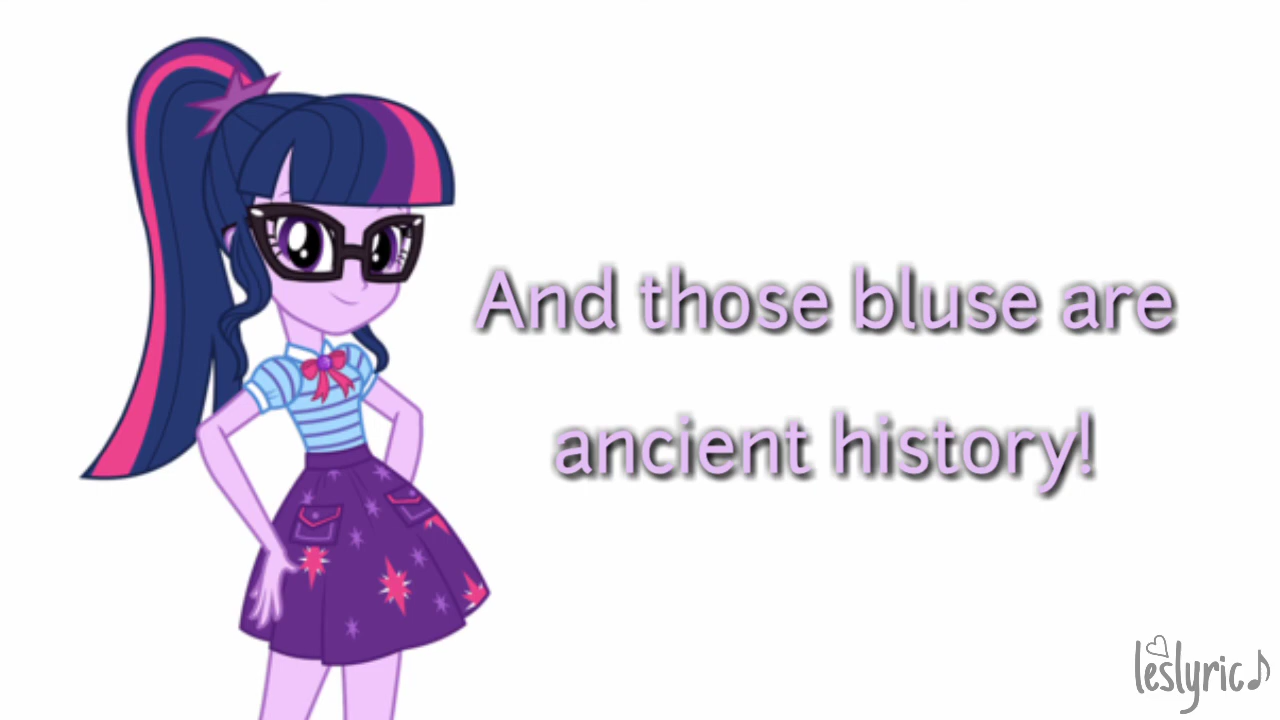 And those bluse are
ancient history!
leslyric♪